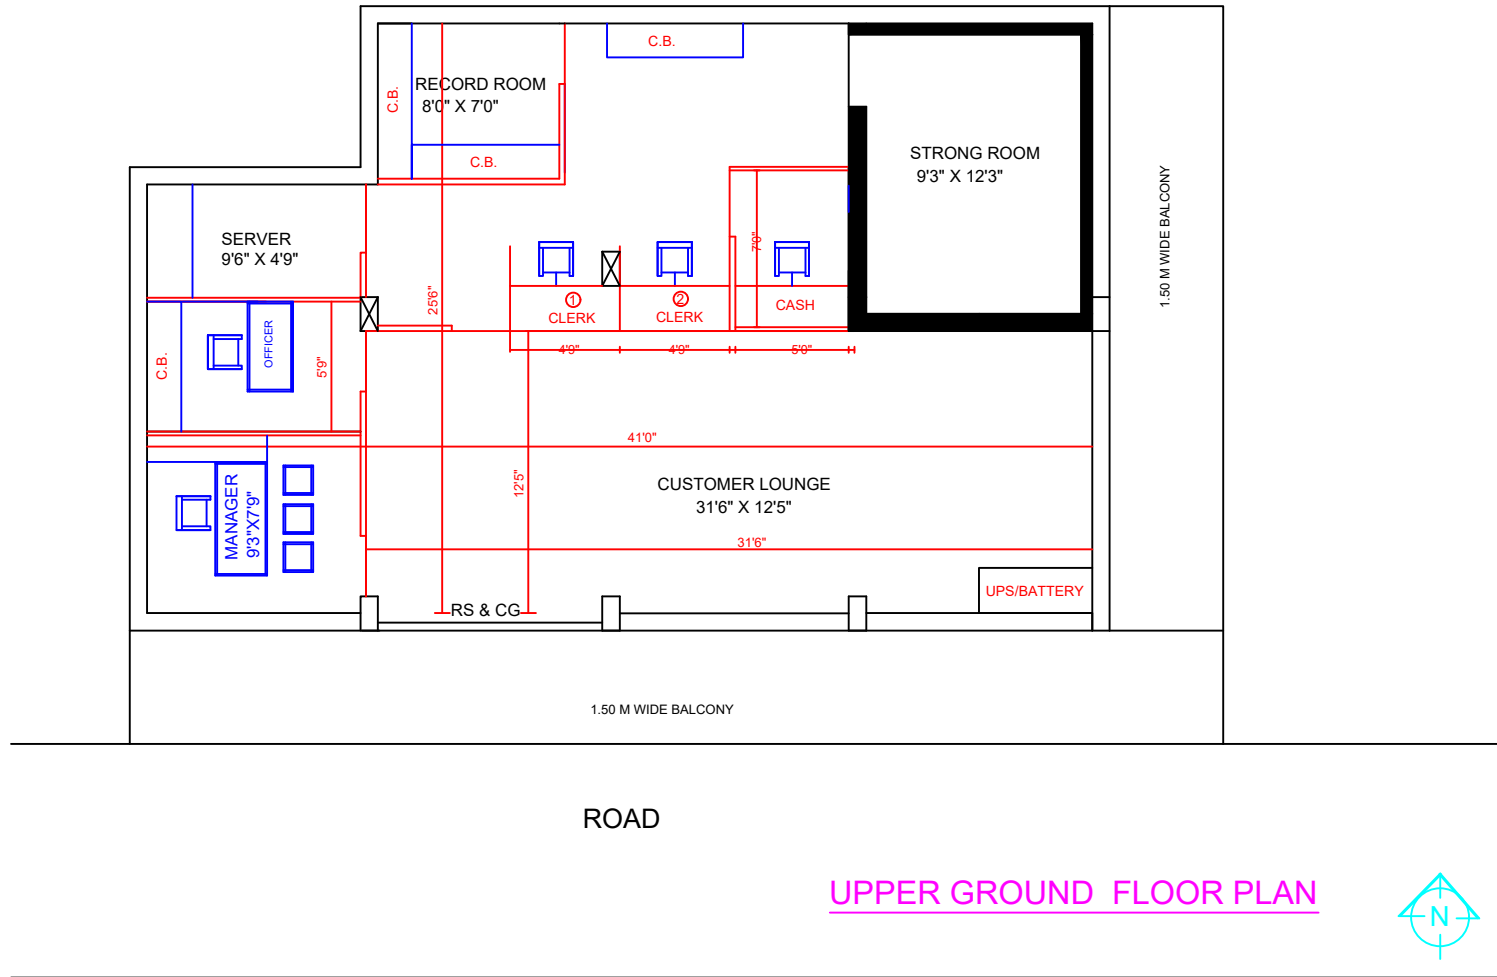 C.B.
C.B.
RECORD ROOM
8'0" X 7'0"
C.B.
STRONG ROOM
9'3" X 12'3"
1.50 M WIDE BALCONY
SERVER
9'6" X 4'9"
7'0"
25'6"
1
CLERK
2
CLERK
CASH
4'9"
4'9"
5'0"
C.B.
OFFICER
5'9"
41'0"
MANAGER
9'3"X7'9"
12'5"
CUSTOMER LOUNGE
31'6" X 12'5"
31'6"
UPS/BATTERY
RS & CG
1.50 M WIDE BALCONY
ROAD
UPPER GROUND FLOOR PLAN
N